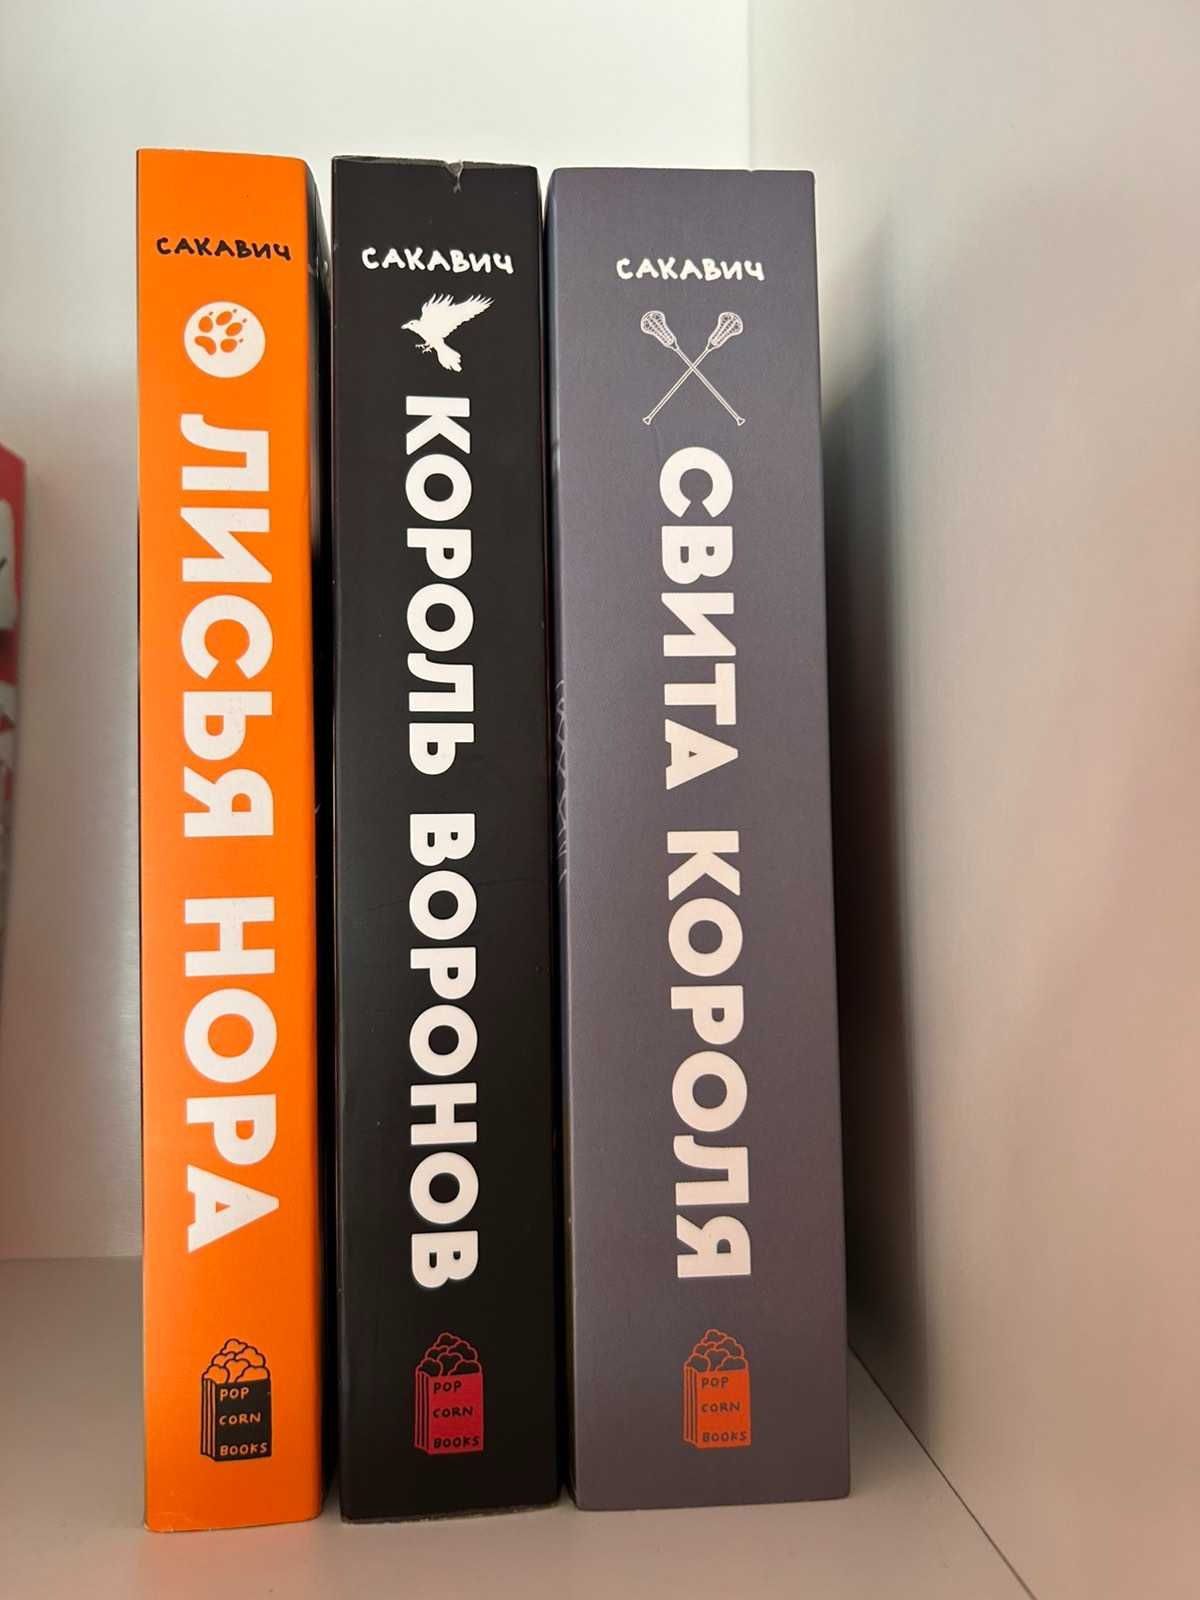 САКАВИЧ
ЛИСЬЯ НОРА
POP
CORN
BOOKS
САКАВИЧ
КОРОЛЬ ВОРОНОВ
POP
CORN
BOOKS
САКАВИЧ
СВИТА КОРОЛЯ
POP
CORN
BOOKS